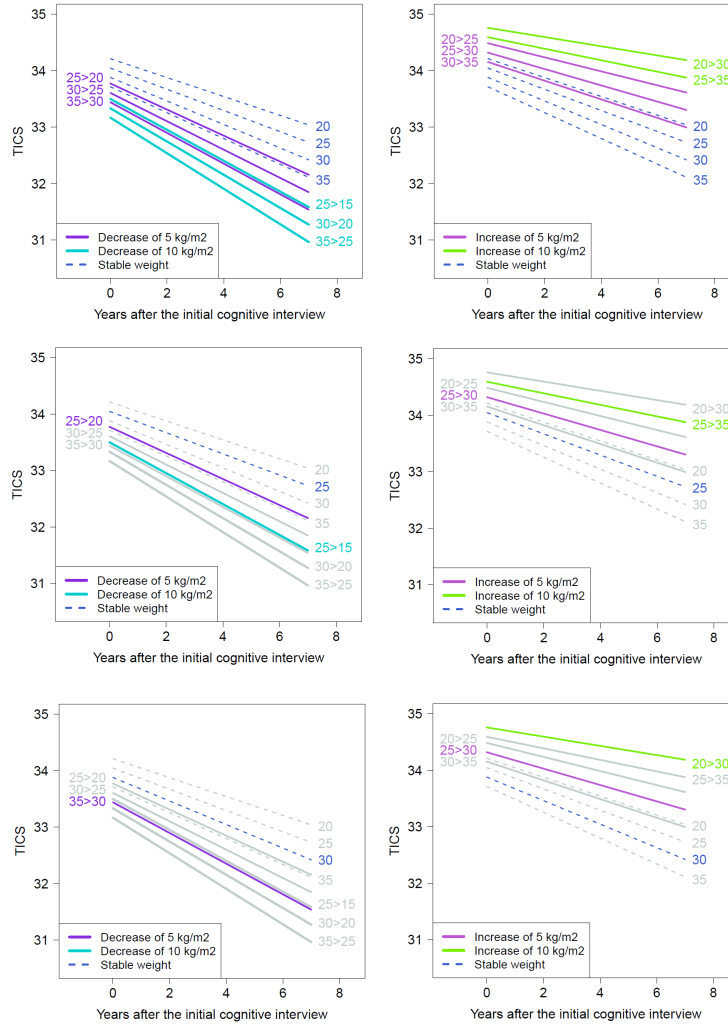 35
34
33
32
31
TICS
25>20
30>25
35>30
20
25
30
35
25>15
30>20
35>25
Decrease of 5 kg/m2
Decrease of 10 kg/m2
Stable weight
0 2 4 6 8
Years after the initial cognitive interview
35
34
33
32
31
TICS
20>25
25>30
30>35
20>30
25>35
20
25
30
35
Increase of 5 kg/m2
Increase of 10 kg/m2
Stable weight
0 2 4 6 8
Years after the initial cognitive interview
35
34
33
32
31
TICS
25>20
30>25
35>30
20
25
30
35
25>15
30>20
35>25
Decrease of 5 kg/m2
Decrease of 10 kg/m2
Stable weight
0 2 4 6 8
Years after the initial cognitive interview
35
34
33
32
31
TICS
20>25
25>30
30>35
20>30
25>35
20
25
30
35
Increase of 5 kg/m2
Increase of 10 kg/m2
Stable weight
0 2 4 6 8
Years after the initial cognitive interview
35
34
33
32
31
TICS
25>20
30>25
35>30
20
25
30
35
25>15
30>20
35>25
Decrease of 5 kg/m2
Decrease of 10 kg/m2
Stable weight
0 2 4 6 8
Years after the initial cognitive interview
35
34
33
32
31
TICS
20>25
25>30
30>35
20>30
25>35
20
25
30
35
Increase of 5 kg/m2
Increase of 10 kg/m2
Stable weight
0 2 4 6 8
Years after the initial cognitive interview